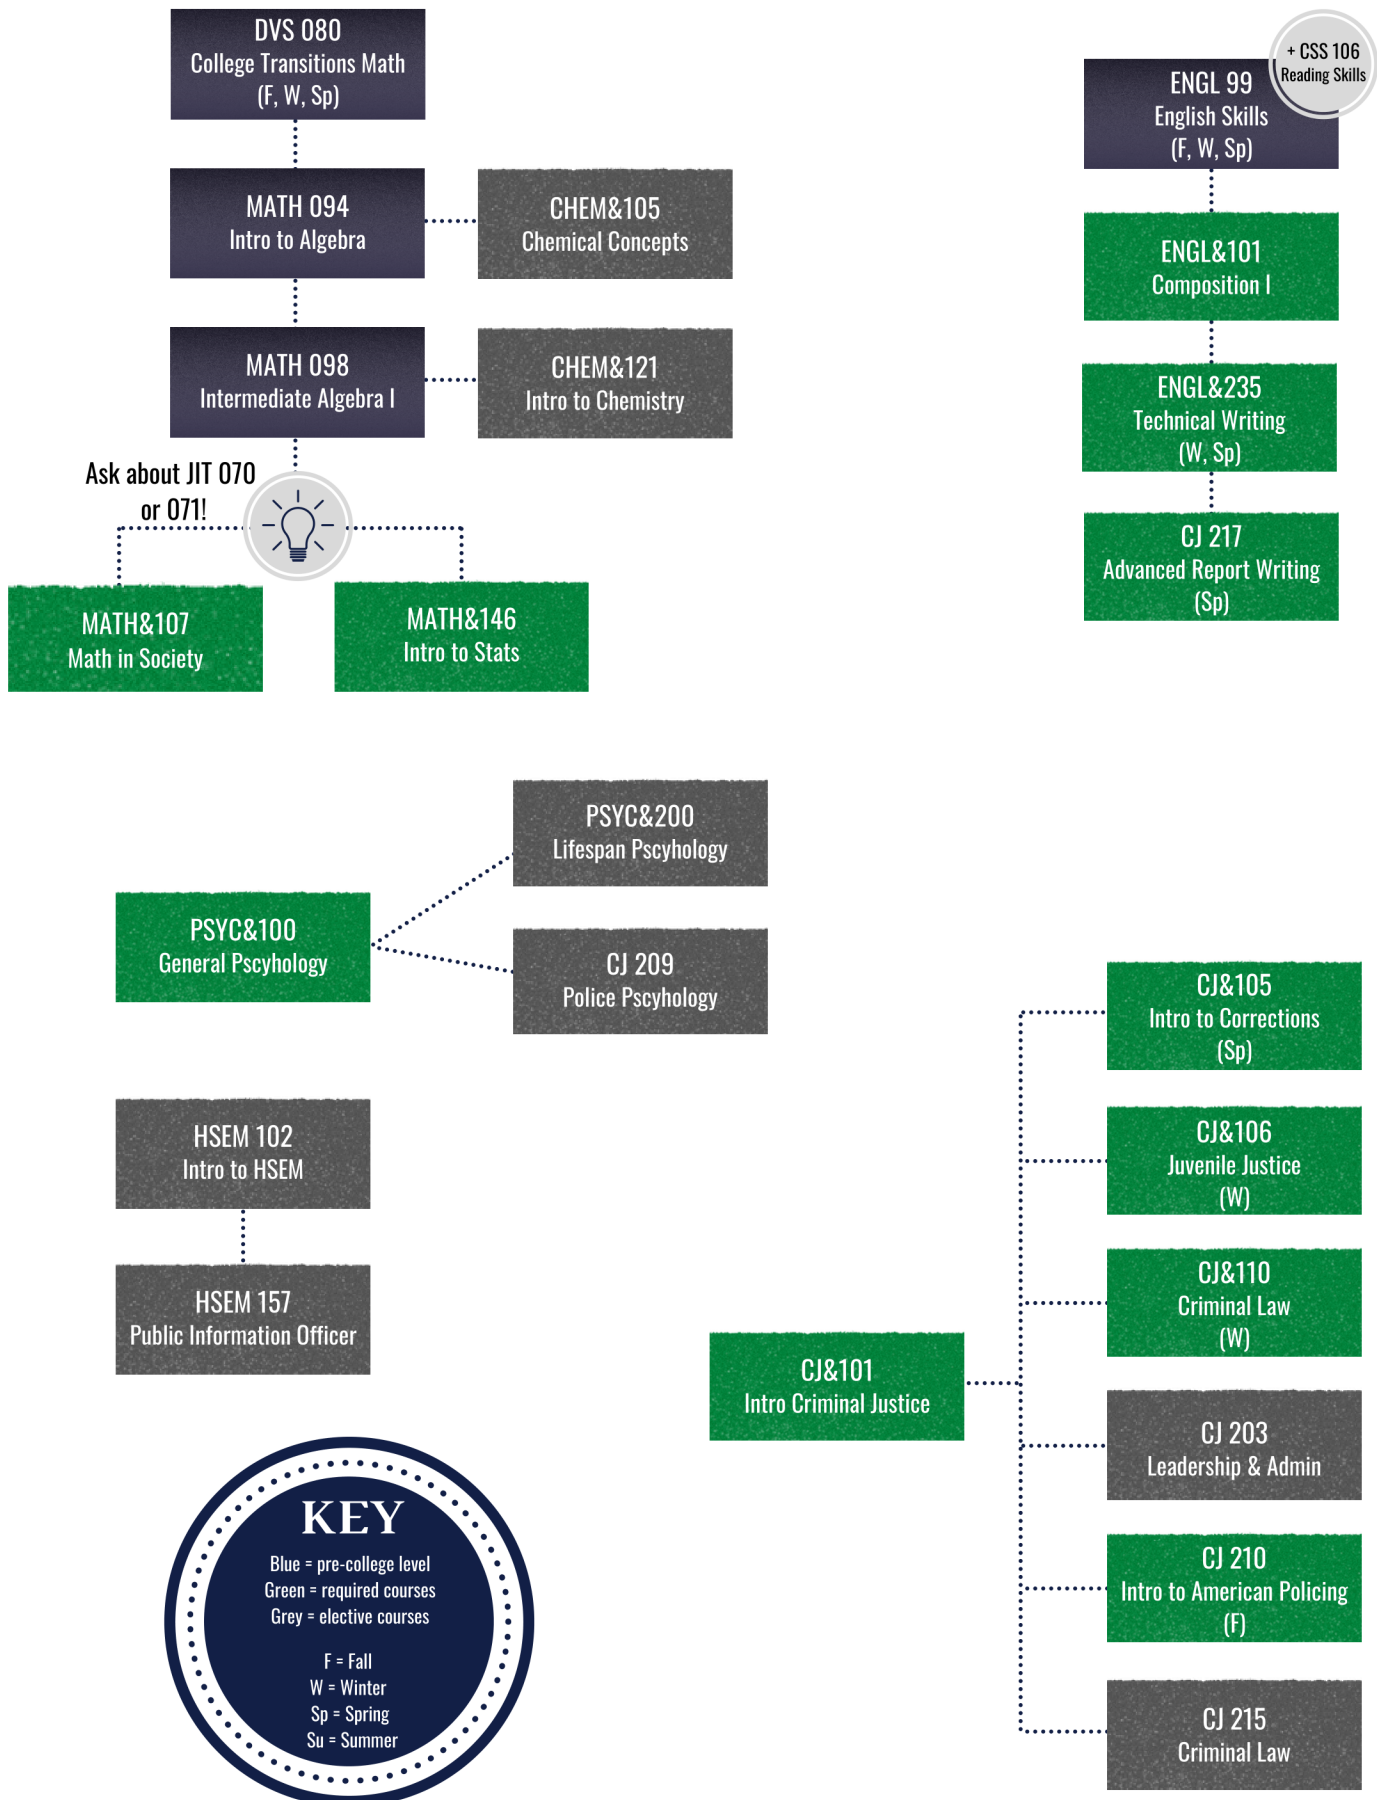 DVS 080
College Transitions Math
(F, W, Sp)
MATH 094
Intro to Algebra
CHEM&105
Chemical Concepts
MATH 098
Intermediate Algebra I
CHEM&121
Intro to Chemistry
Ask about JIT 070
or 071!
MATH&107
Math in Society
MATH&146
Intro to Stats
+ CSS 106
Reading Skills
ENGL 99
English Skills
(F, W, Sp)
ENGL&101
Composition I
ENGL&235
Technical Writing
(W, Sp)
CJ 217
Advanced Report Writing
(Sp)
PSYC&100
General Pscyhology
PSYC&200
Lifespan Pscyhology
CJ 209
Police Pscyhology
HSEM 102
Intro to HSEM
HSEM 157
Public Information Officer
CJ&101
Intro Criminal Justice
CJ&105
Intro to Corrections
(Sp)
CJ&106
Juvenile Justice
(W)
CJ&110
Criminal Law
(W)
CJ 203
Leadership & Admin
CJ 210
Intro to American Policing
(F)
CJ 215
Criminal Law
KEY
Blue = pre-college level
Green = required courses
Grey = elective courses
F = Fall
W = Winter
Sp = Spring
Su = Summer